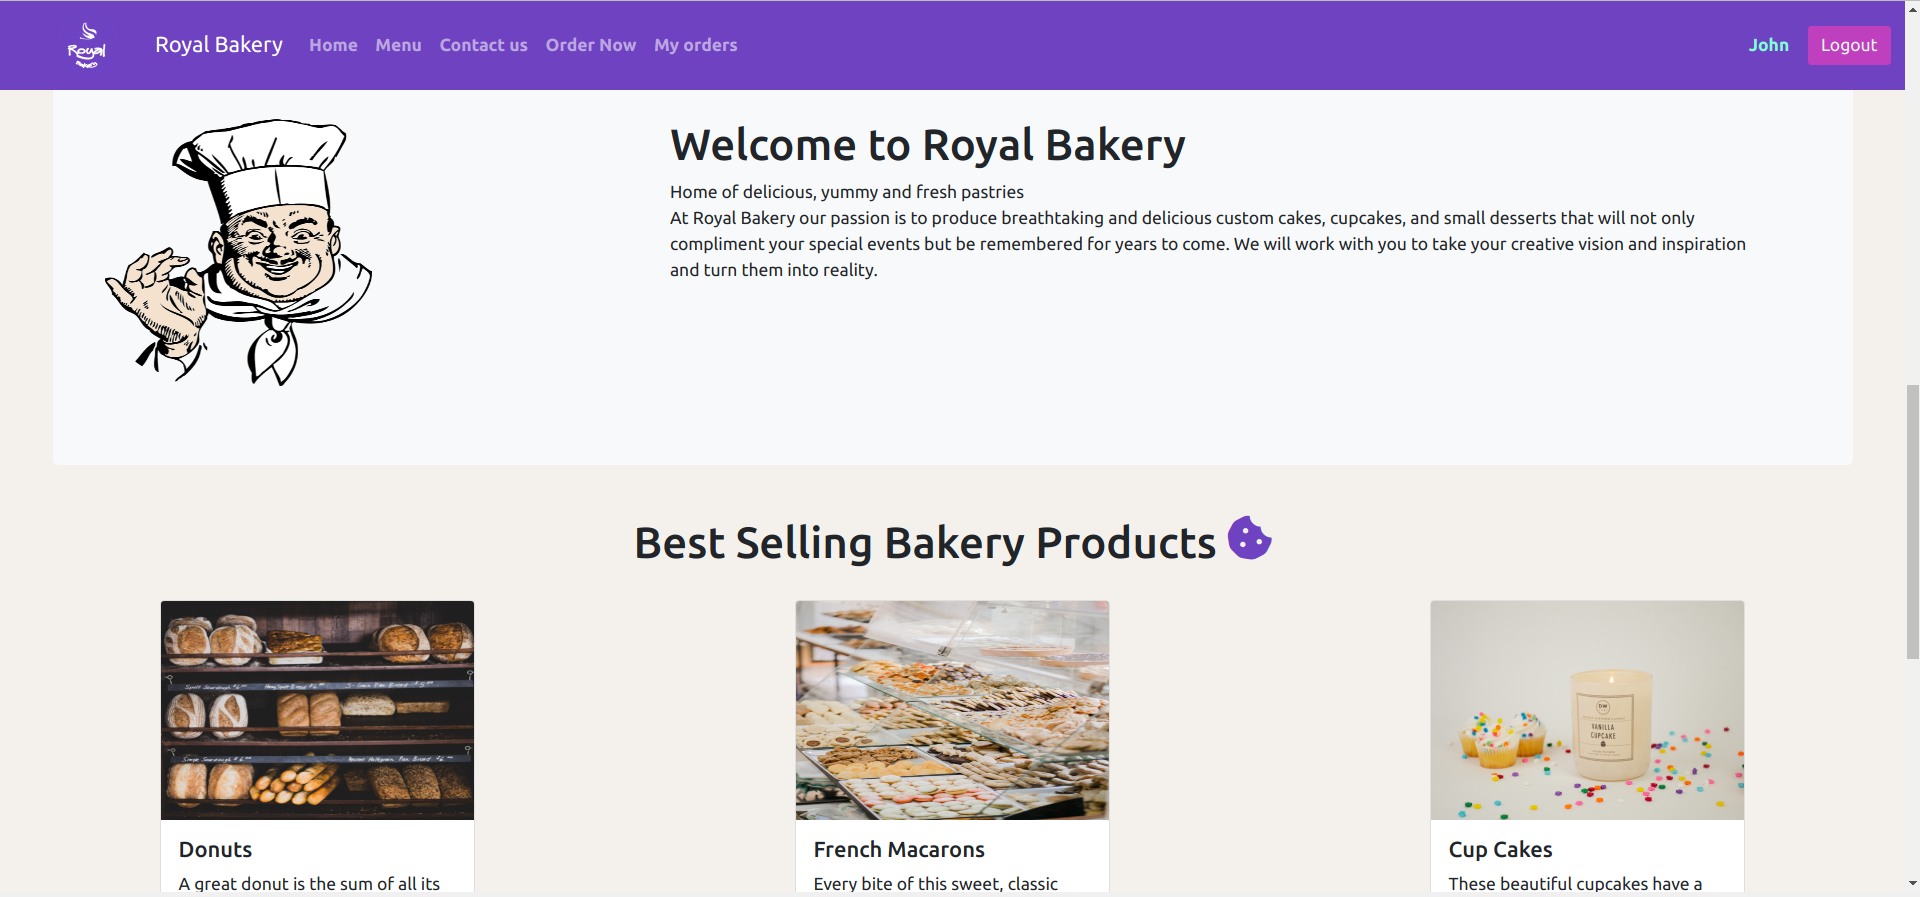 Royal
Royal Bakery
Home
Menu
Contact us
Order Now
My orders
John
Logout
Welcome to Royal Bakery
Home of delicious, yummy and fresh pastries
At Royal Bakery our passion is to produce breathtaking and delicious custom cakes, cupcakes, and small desserts that will not only
compliment your special events but be remembered for years to come. We will work with you to take your creative vision and inspiration
and turn them into reality.
Best Selling Bakery Products
DW
VANILLA
CUPCAKE
Donuts
A great donut is the sum of all its
French Macarons
Every bite of this sweet, classic
Cup Cakes
These beautiful cupcakes have a